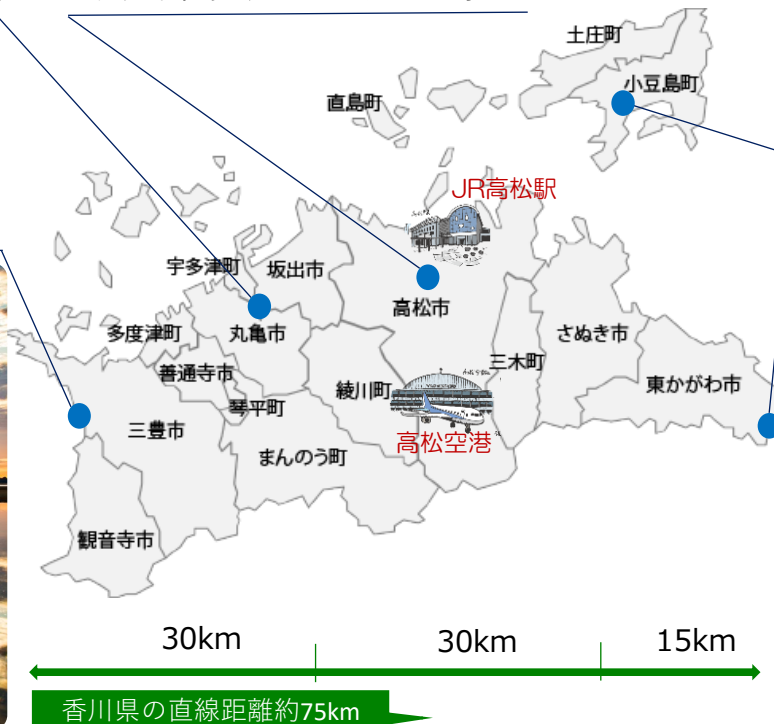 土庄町
小豆島町
直島町
JR高松駅
宇多津町
坂出市
高松市
多度津町
丸亀市
さぬき市
三木町
善通寺市
綾川町
東かがわ市
琴平町
三豊市
高松空港
まんのう町
観音寺市
30km
30km
15km
香川県の直線距離約75km